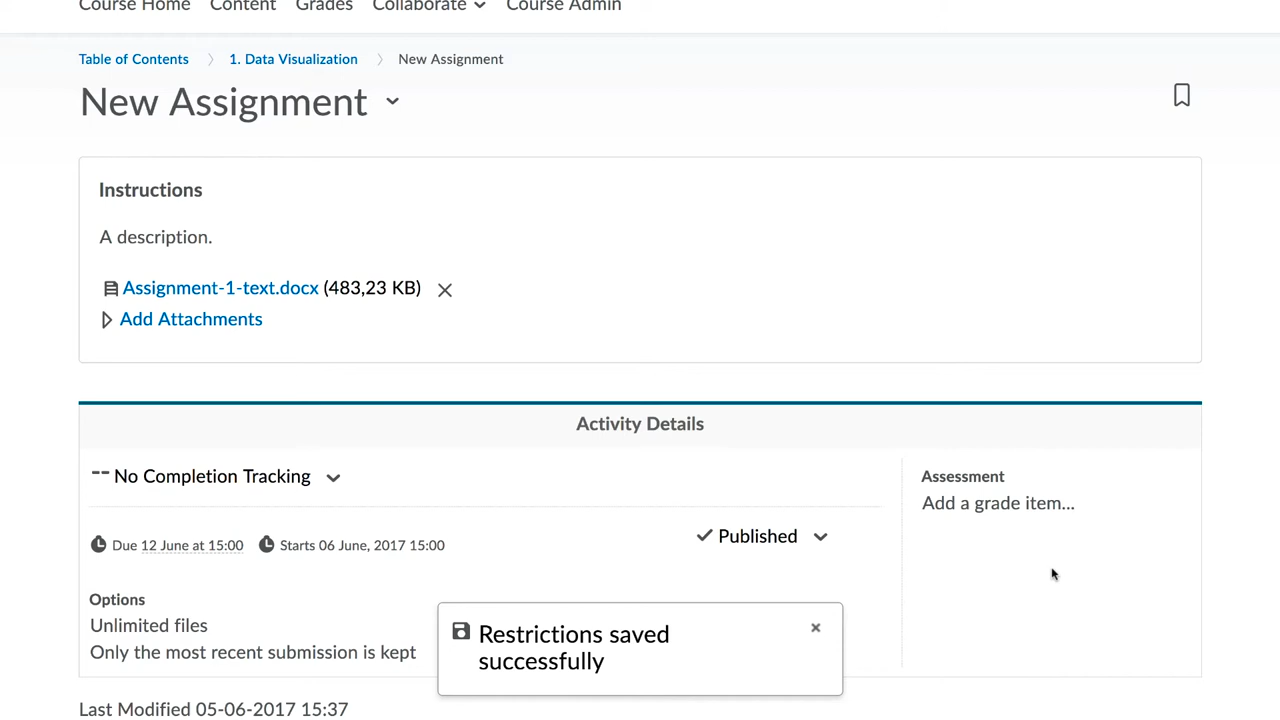 Course Home Content Grades Collaborate Course Admin
Table of Contents 1. Data Visualization New Assignment
New Assignment
Instructions
A description.
Assignment-1-text.docx (483,23 KB)
Add Attachments
Activity Details
-- No Completion Tracking
Assessment
Add a grade item...
Due 12 June at 15:00 Starts 06 June, 2017 15:00
Published
Options
Unlimited files
Only the most recent submission is kept
Restrictions saved
successfully
Last Modified 05-06-2017 15:37